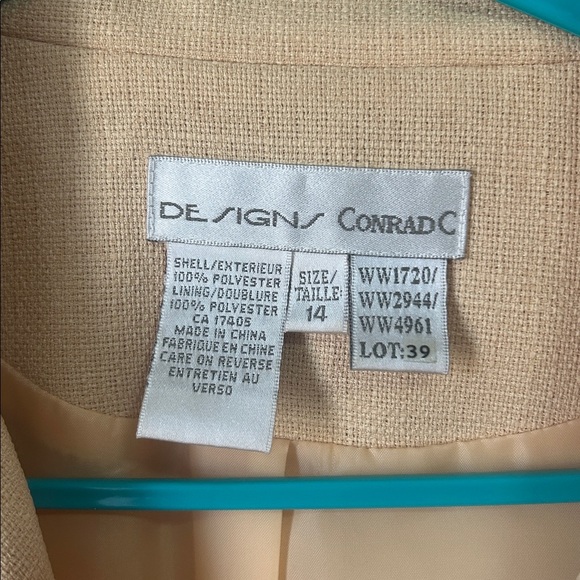 DESIGNS CONRAD C
SHELL/EXTERIEUR
100% POLYESTER
LINING/DOUBLURE
100% POLYESTER
CA 17405
MADE IN CHINA
FABRIQUE EN CHINE
CARE ON REVERSE
ENTRETIEN AU
VERSO
SIZE/
TAILLE:
14
WW1720/
WW2944/
WW4961
LOT:39